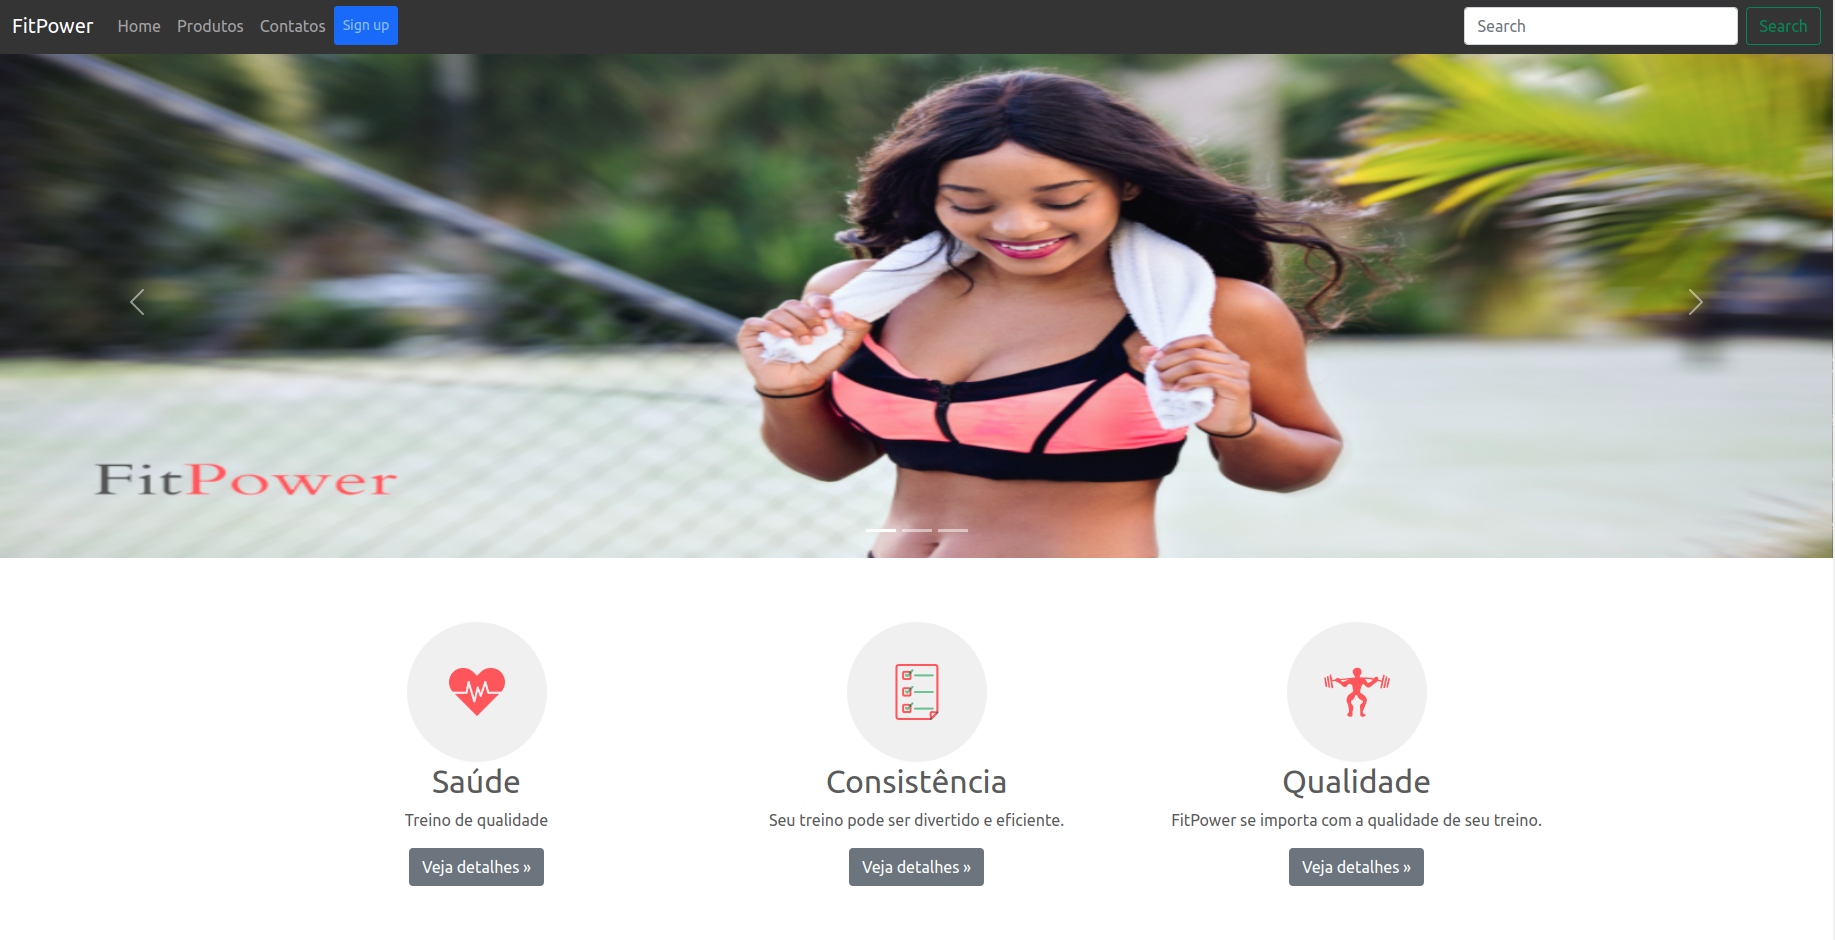 FitPower Home Produtos Contatos Sign up Search Search
FitPower
Saúde
Treino de qualidade
Veja detalhes »
Consistência
Seu treino pode ser divertido e eficiente.
Veja detalhes »
Qualidade
FitPower se importa com a qualidade de seu treino.
Veja detalhes »